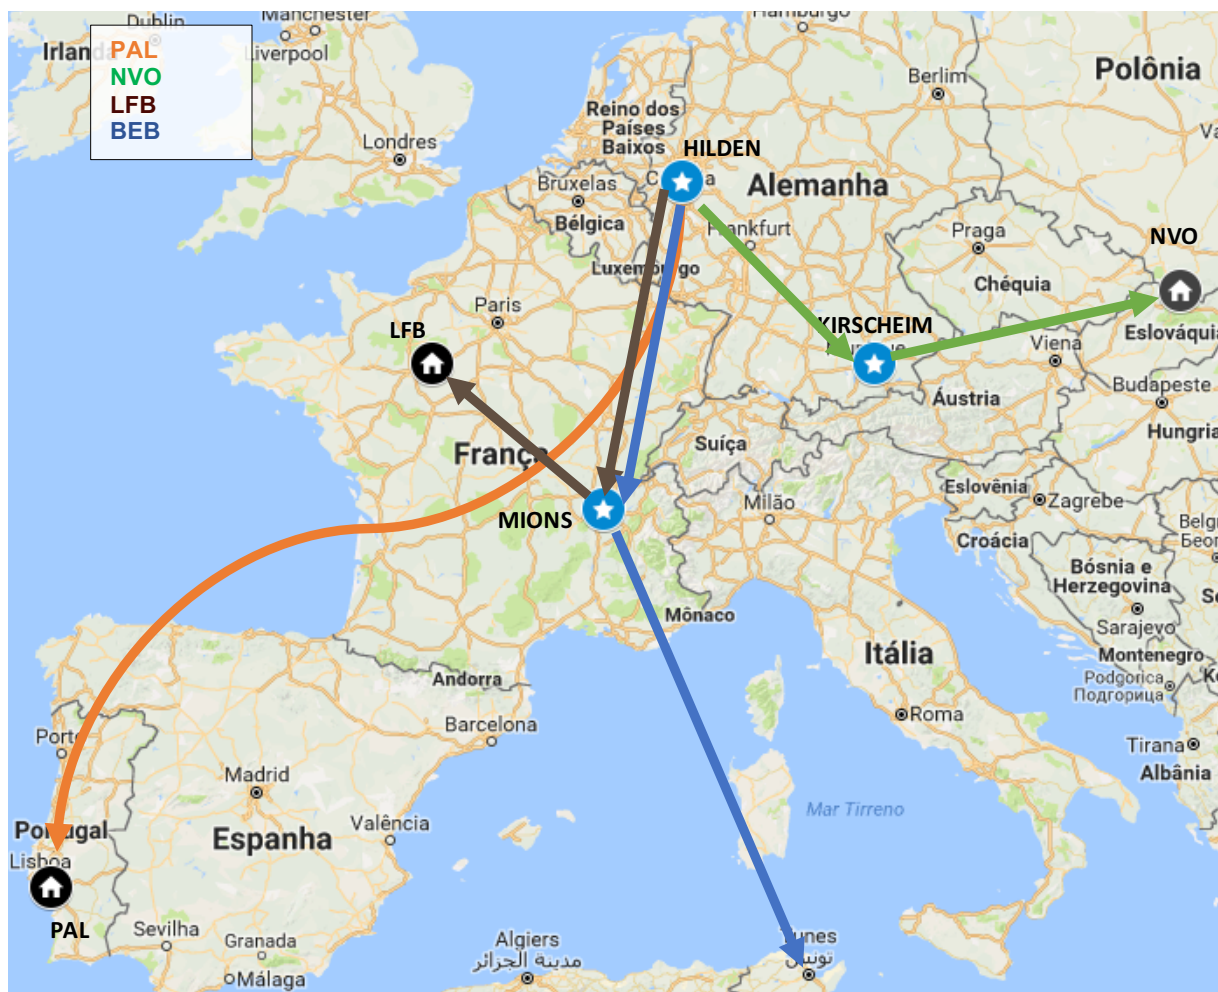 PAL
NVO
LFB
BEB
Dublin
Manchester
Hamburgo
Liverpool
Berlim
Polônia
Reino dos
Países
Baixos
Londres
HILDEN
Bruxelas
Alemanha
Bélgica
Frankfurt
Praga
NVO
Luxemburgo
Chéquia
Paris
LFB
KIRSCHEIM
Eslováquia
Viena
Budapeste
Áustria
França
Suíça
Hungria
Eslovênia
Milão
Zagrebe
MIONS
Croácia
Bósnia e
Herzegovina
Mônaco
Sarajevo
Itália
Montenegro
Andorra
Podgorica
Подгорица
Barcelona
Roma
Porto
Tirana
Madrid
Albânia
Mar Tirreno
Portugal
Espanha
Valência
Lisboa
PAL
Sevilha
Granada
Algiers
مدينة الجزائر
Tunes
تونس
Málaga